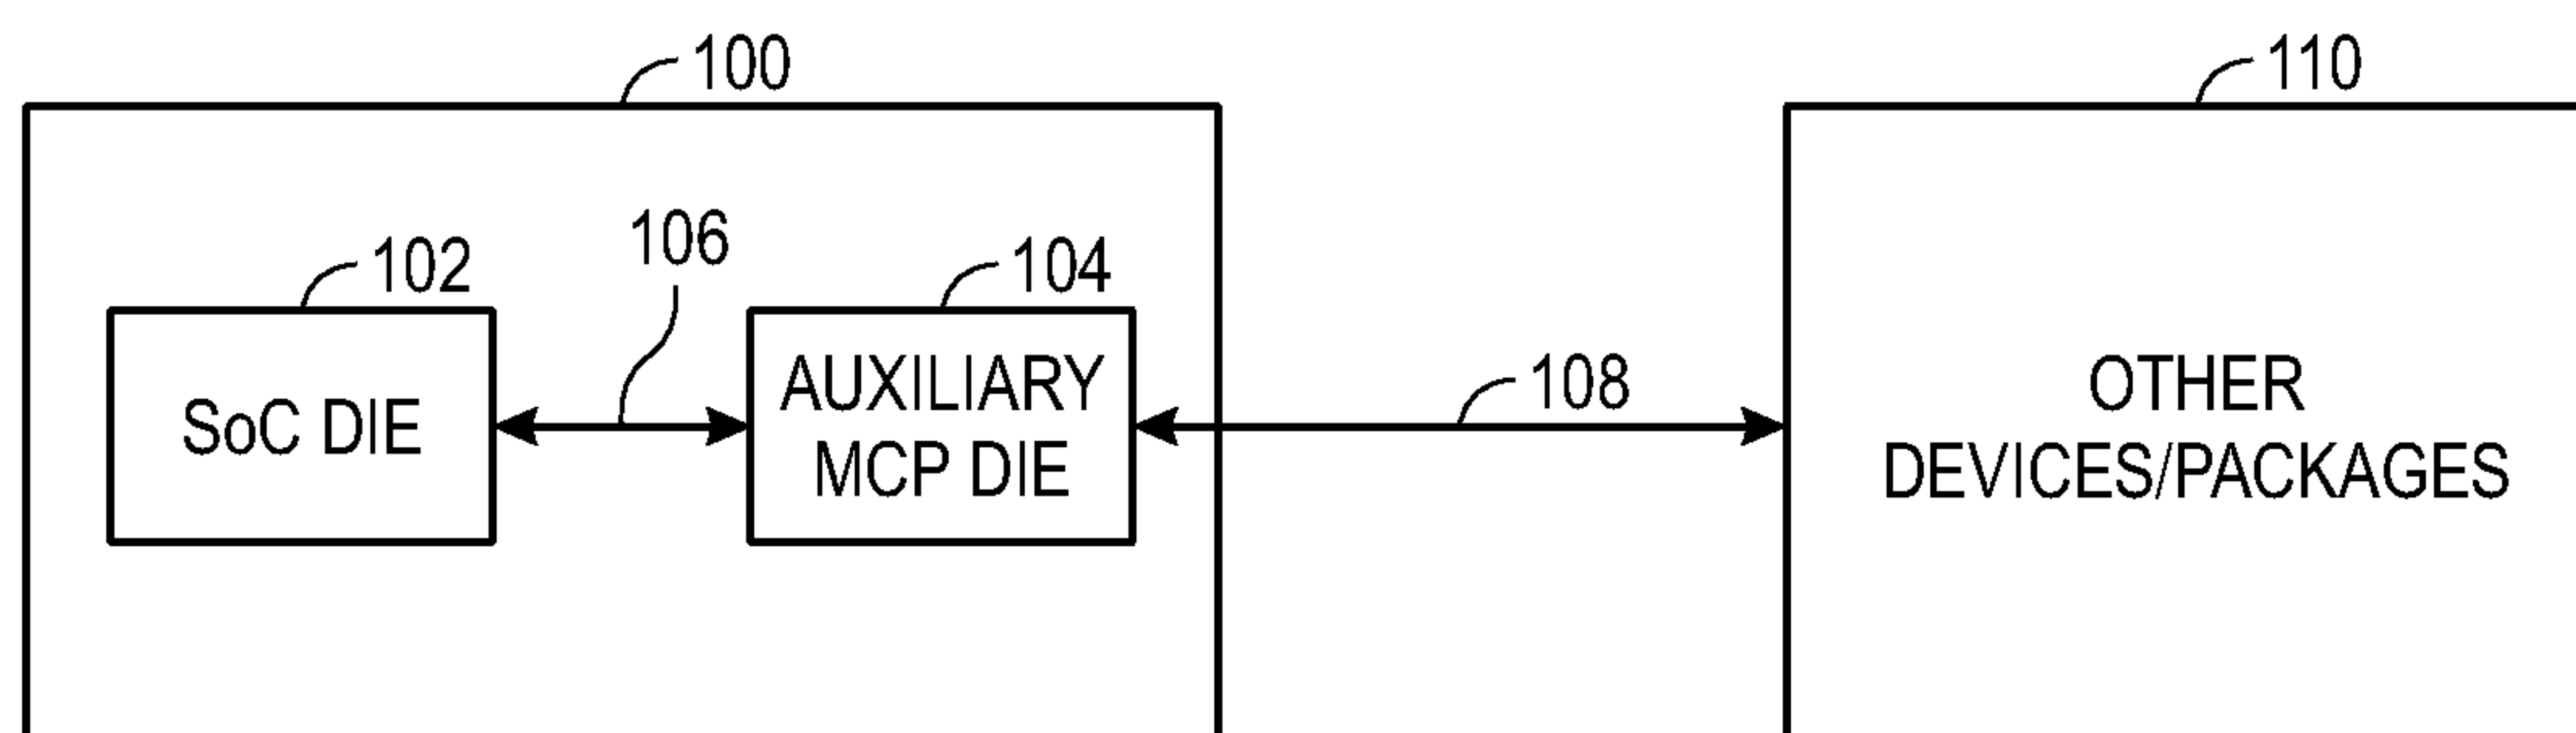 100
110
106
102
104
108
SoC DIE
AUXILIARY
MCP DIE
OTHER
DEVICES/PACKAGES